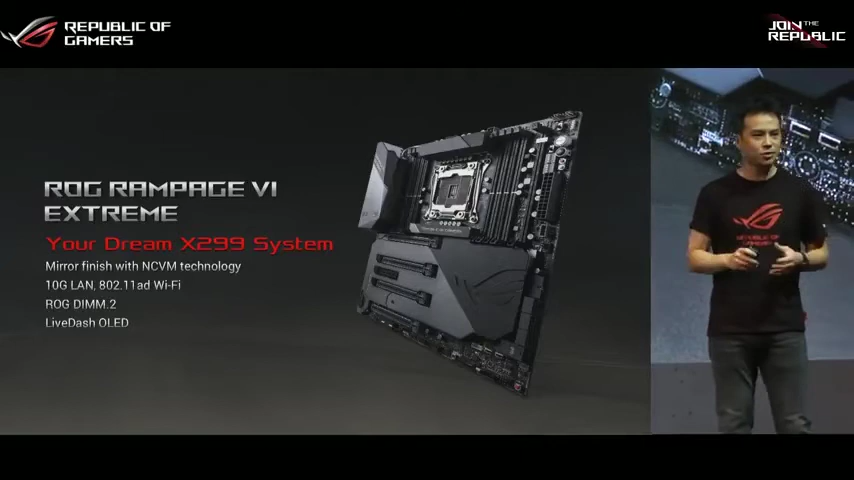 REPUBLIC OF
GAMERS
JOIN THE
REPUBLIC
ROG RAMPAGE VI
EXTREME
Your Dream X299 System
Mirror finish with NCVM technology
10G LAN, 802.11ad Wi-Fi
ROG DIMM.2
LiveDash OLED
REPUBLIC OF
GAMERS